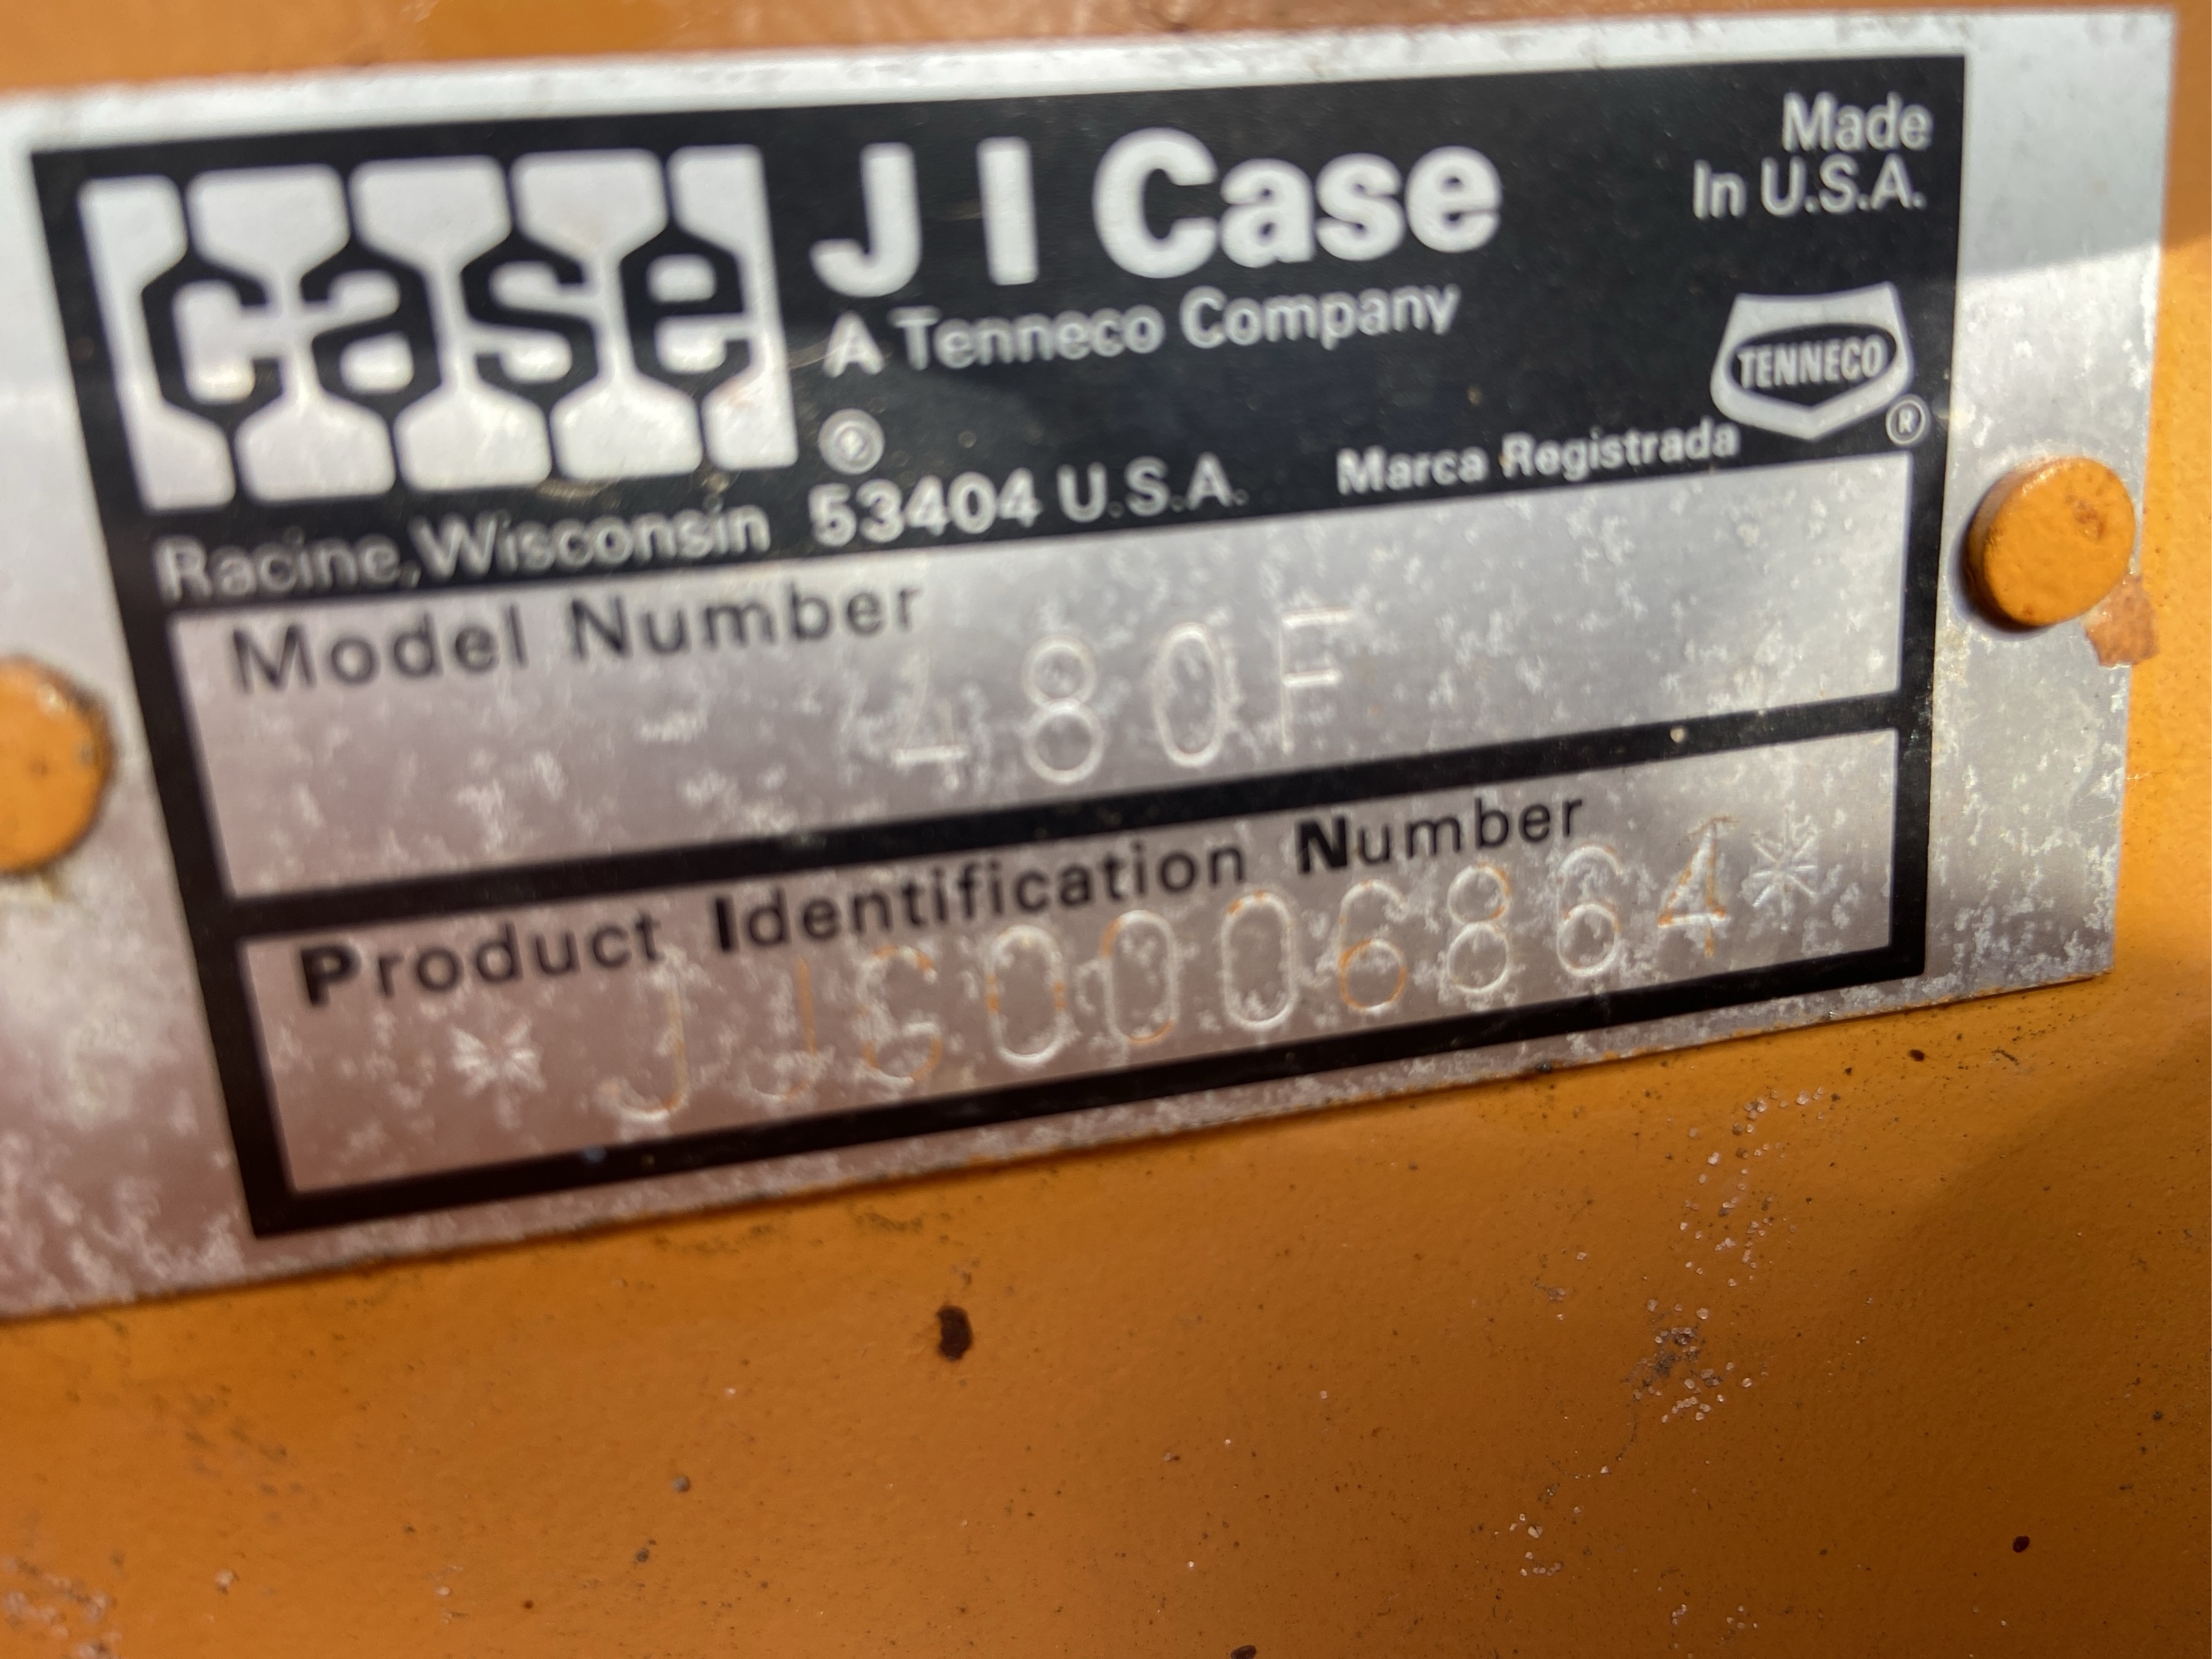 case
J I Case
Made
In U.S.A.
A Tenneco Company
TENNECO
®
®
Marca Registrada
Racine, Wisconsin 53404 U.S.A.
Model Number
480F
Product Identification Number
*JJG0006864*